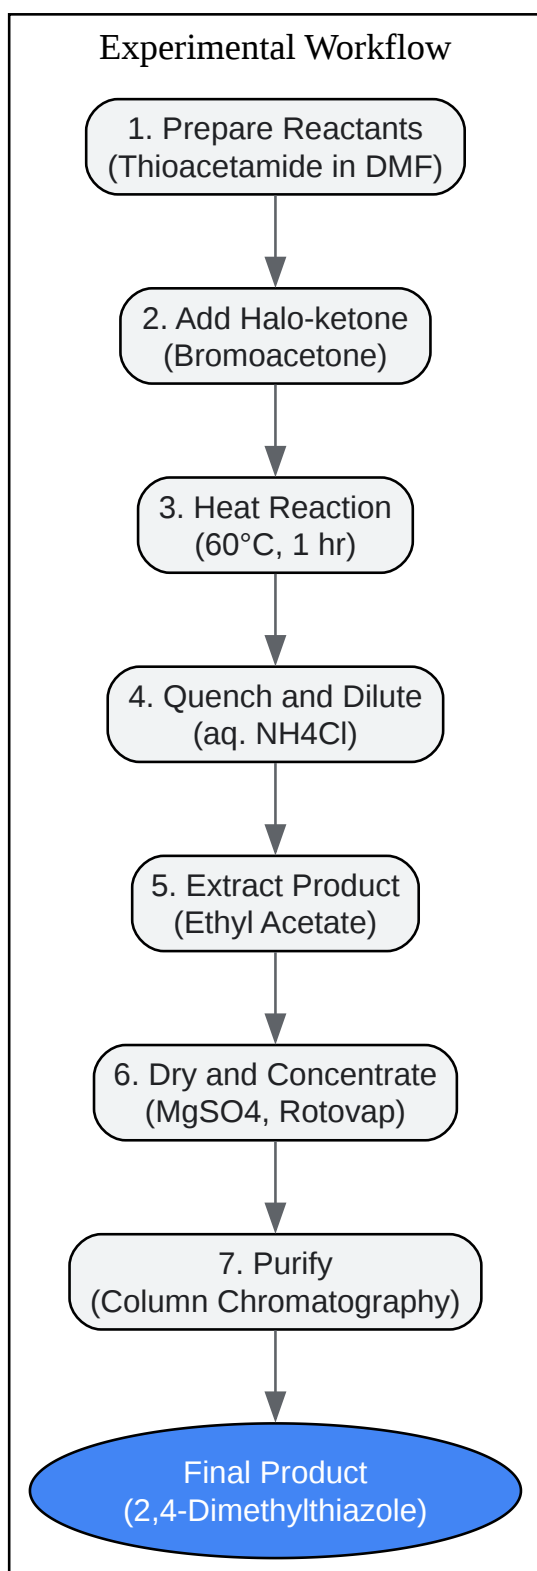 Experimental Workflow
1. Prepare Reactants
(Thioacetamide in DMF)
2. Add Halo-ketone
(Bromoacetone)
3. Heat Reaction
(60°C, 1 hr)
4. Quench and Dilute
(aq. NH4Cl)
5. Extract Product
(Ethyl Acetate)
6. Dry and Concentrate
(MgSO4, Rotovap)
7. Purify
(Column Chromatography)
Final Product
(2,4-Dimethylthiazole)